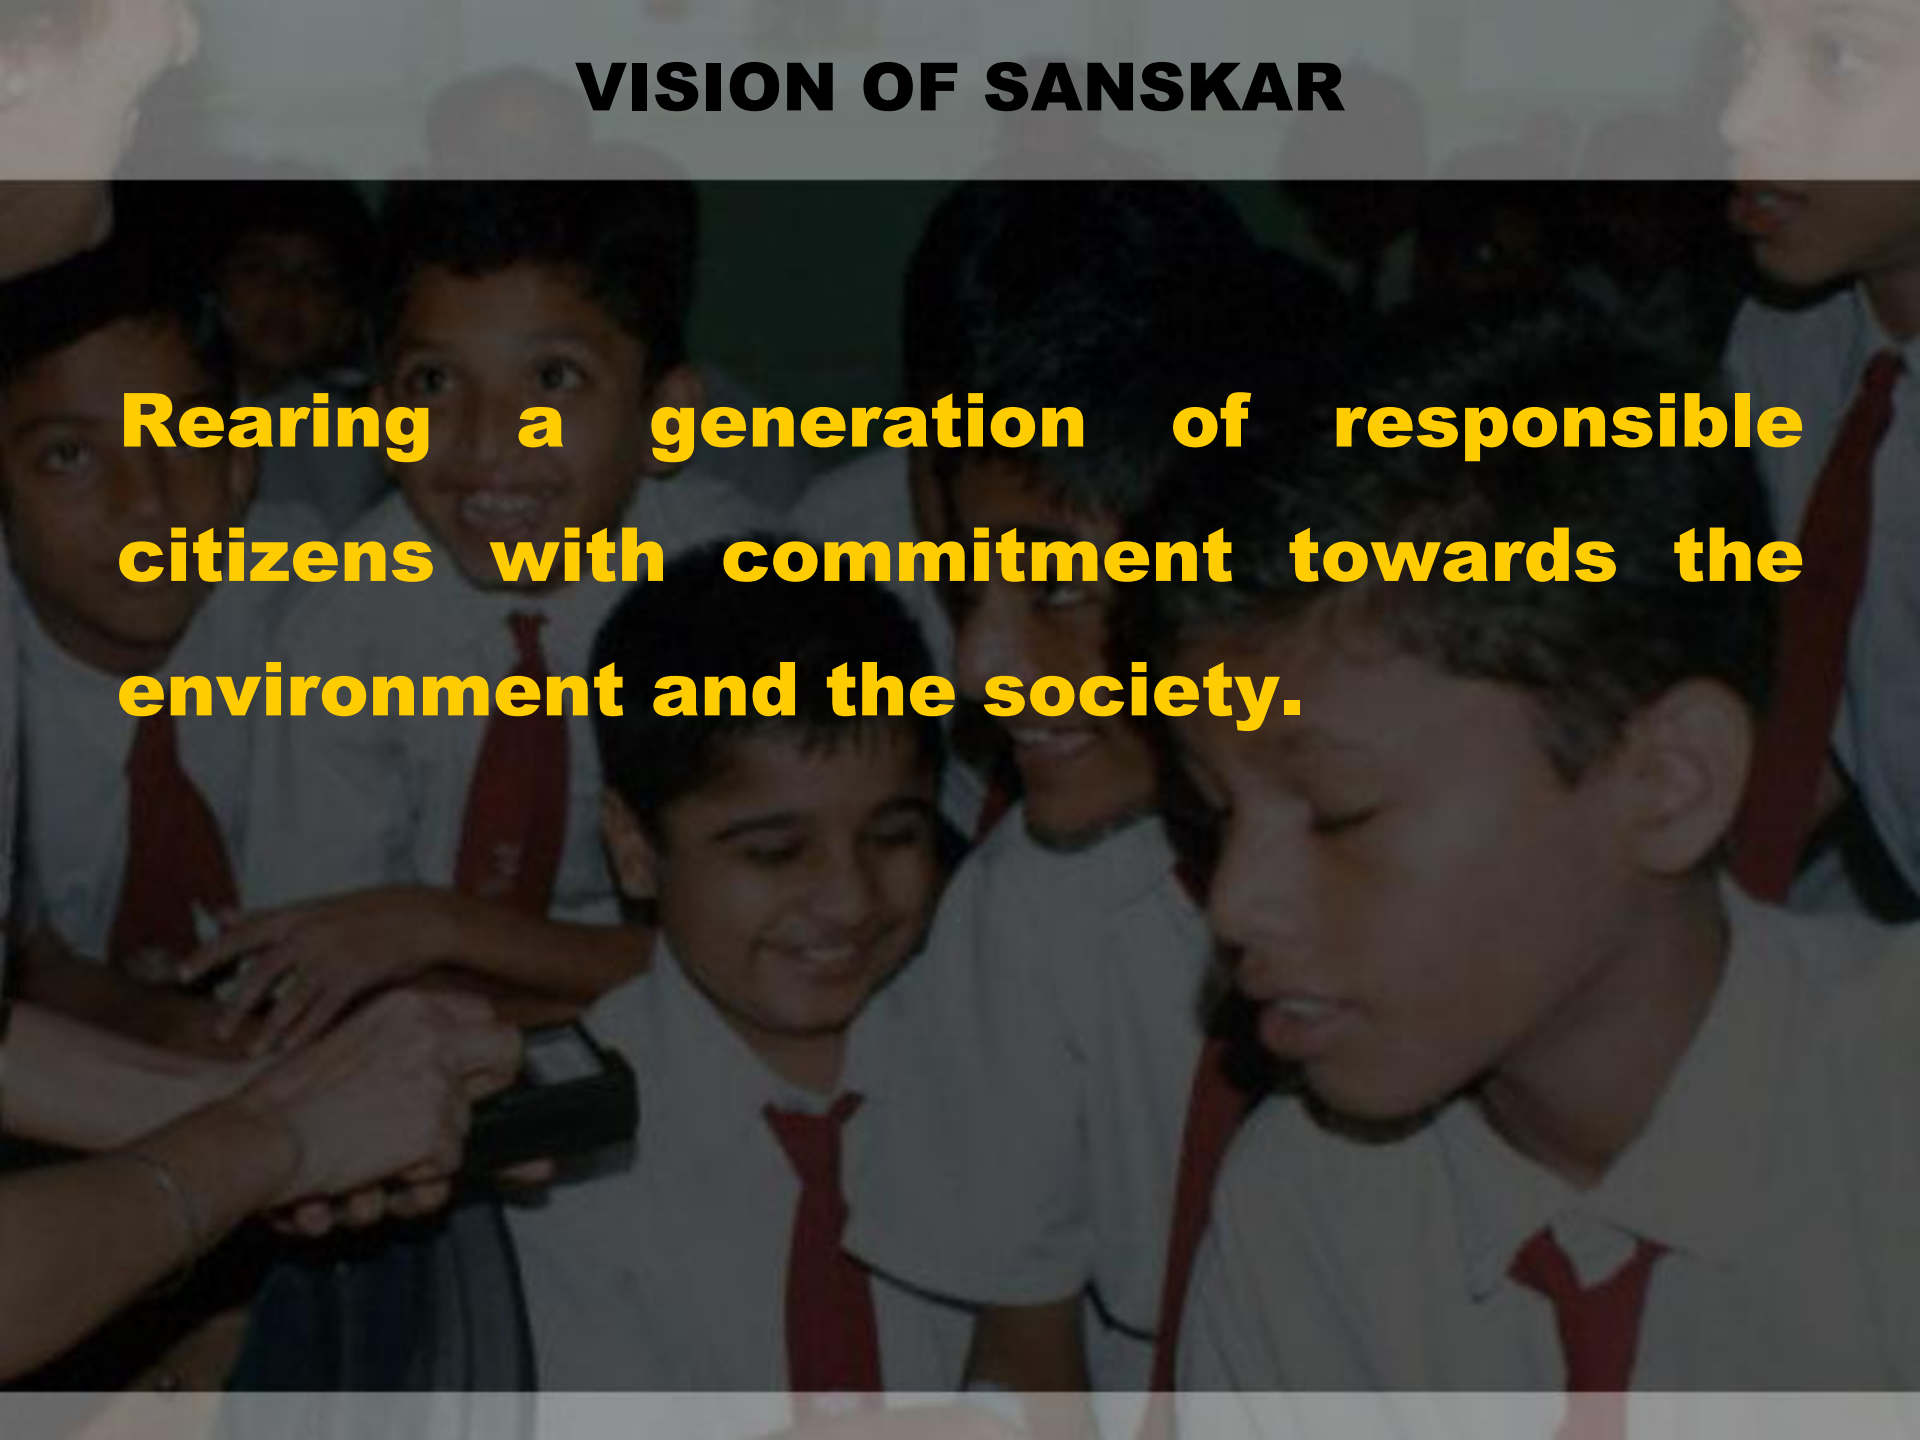 VISION OF SANSKAR
Rearing a generation of responsible
citizens with commitment towards the
environment and the society.